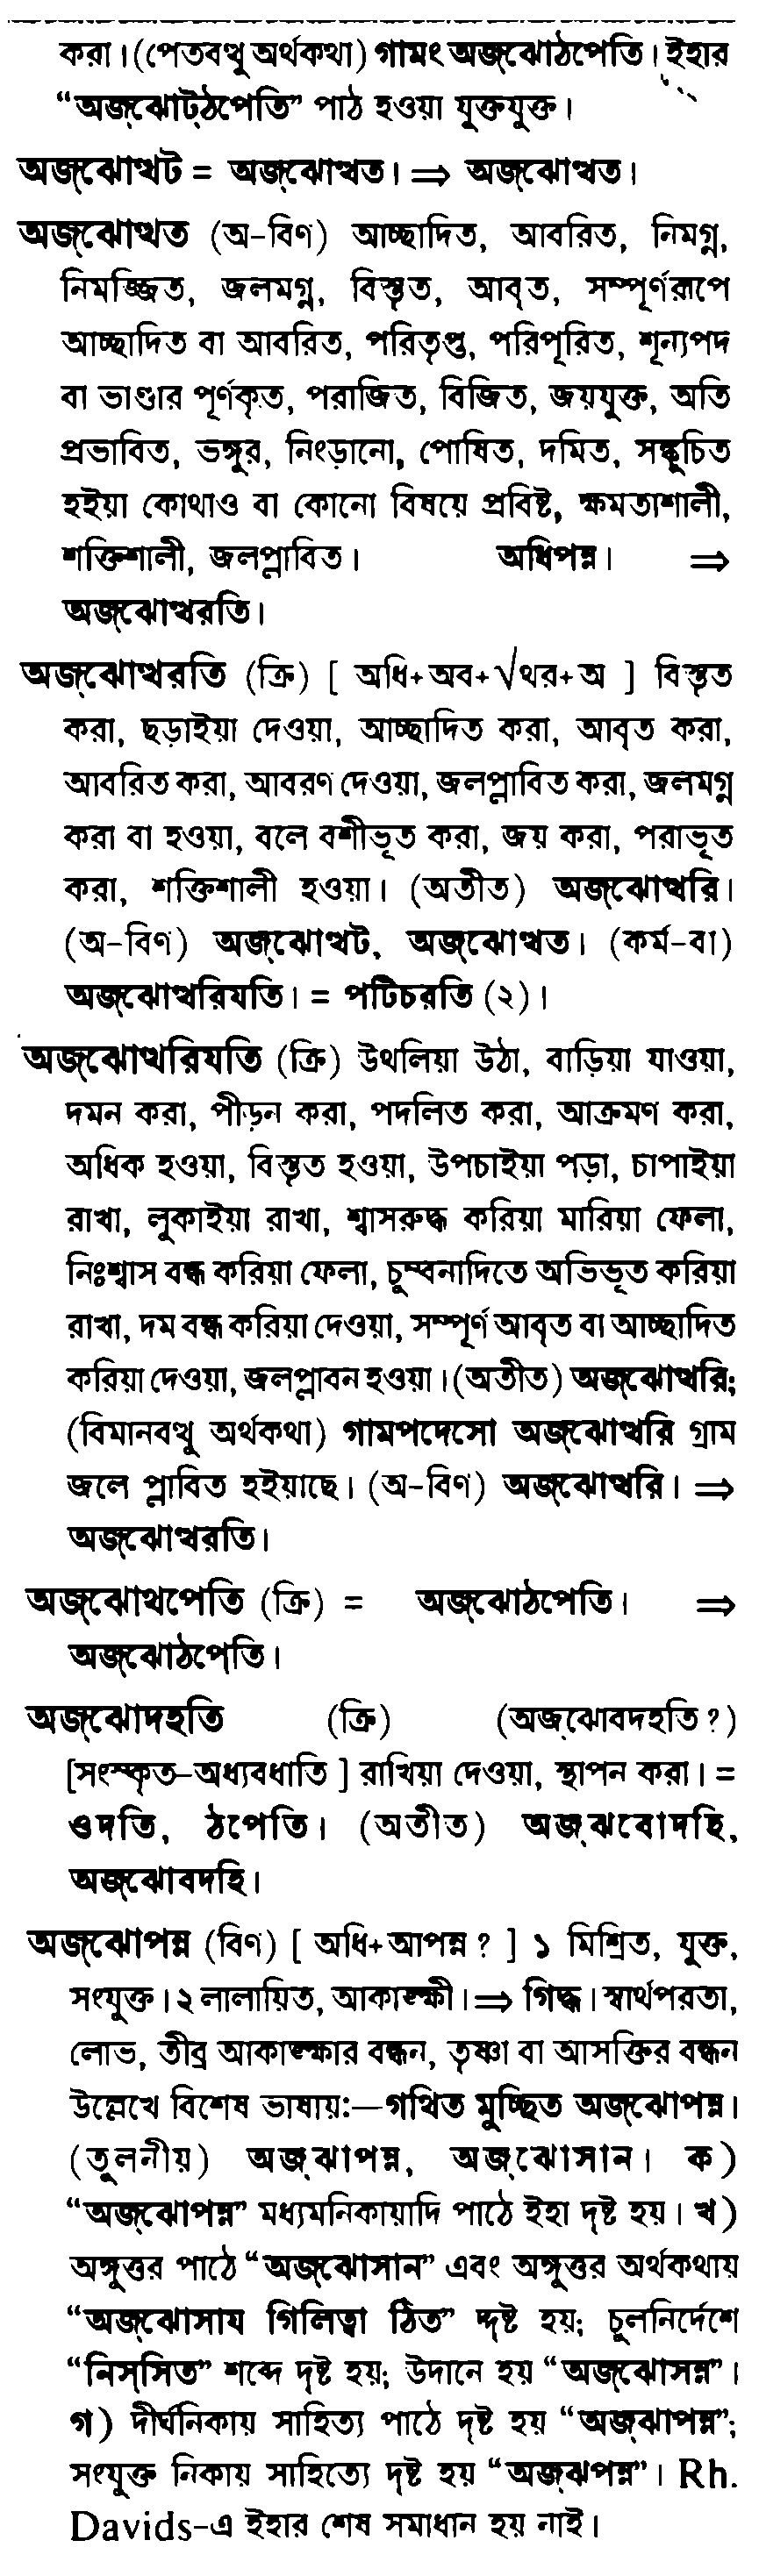 করা। (পেতবত্থু অর্থকথা) গামং অজ্ঝোঠপেতি। ইহার
“অজ্ঝোট্ঠপেতি” পাঠ হওয়া যুক্তযুক্ত।
অজ্ঝোত্থট = অজ্ঝোত্থত। ⇒ অজ্ঝোত্থত।
অজ্ঝোত্থত (অ-বিণ) আচ্ছাদিত, আবরিত, নিমগ্ন,
নিমজ্জিত, জলমগ্ন, বিস্তৃত, আবৃত, সম্পূর্ণরূপে
আচ্ছাদিত বা আবরিত, পরিতৃপ্ত, পরিপূরিত, শূন্যপদ
বা ভাণ্ডার পূর্ণকৃত, পরাজিত, বিজিত, জয়যুক্ত, অতি
প্রভাবিত, ভঙ্গুর, নিংড়ানো, পোষিত, দমিত, সঙ্কুচিত
হইয়া কোথাও বা কোনো বিষয়ে প্রবিষ্ট, ক্ষমতাশালী,
শক্তিশালী, জলপ্লাবিত। অধিপন্ন। ⇒
অজ্ঝোত্থরতি।
অজ্ঝোত্থরতি (ক্রি) [ অধি+অব+√থর+অ ] বিস্তৃত
করা, ছড়াইয়া দেওয়া, আচ্ছাদিত করা, আবৃত করা,
আবরিত করা, আবরণ দেওয়া, জলপ্লাবিত করা, জলমগ্ন
করা বা হওয়া, বলে বশীভূত করা, জয় করা, পরাভূত
করা, শক্তিশালী হওয়া। (অতীত) অজ্ঝোত্থরি।
(অ-বিণ) অজ্ঝোত্থট, অজ্ঝোত্থত। (কর্ম-বা)
অজ্ঝোত্থরিযতি। = পটিচরতি (২)।
অজ্ঝোত্থরিযতি (ক্রি) উথলিয়া উঠা, বাড়িয়া যাওয়া,
দমন করা, পীড়ন করা, পদলিত করা, আক্রমণ করা,
অধিক হওয়া, বিস্তৃত হওয়া, উপচাইয়া পড়া, চাপাইয়া
রাখা, লুকাইয়া রাখা, শ্বাসরুদ্ধ করিয়া মারিয়া ফেলা,
নিঃশ্বাস বন্ধ করিয়া ফেলা, চুম্বনাদিতে অভিভূত করিয়া
রাখা, দম বন্ধ করিয়া দেওয়া, সম্পূর্ণ আবৃত বা আচ্ছাদিত
করিয়া দেওয়া, জলপ্লাবন হওয়া। (অতীত) অজ্ঝোত্থরি;
(বিমানবত্থু অর্থকথা) গামপদেসো অজ্ঝোত্থরি গ্রাম
জলে প্লাবিত হইয়াছে। (অ-বিণ) অজ্ঝোত্থরি। ⇒
অজ্ঝোত্থরতি।
অজ্ঝোথপেতি (ক্রি) = অজ্ঝোঠপেতি। ⇒
অজ্ঝোঠপেতি।
অজ্ঝোদহতি (ক্রি) (অজ্ঝোবদহতি ?)
[সংস্কৃত-অধ্যবধাতি ] রাখিয়া দেওয়া, স্থাপন করা। =
ওদতি, ঠপেতি। (অতীত) অজ্ঝবোদহি,
অজ্ঝোবদহি।
অজ্ঝোপন্ন (বিণ) [ অধি+আপন্ন ? ] ১ মিশ্রিত, যুক্ত,
সংযুক্ত। ২ লালায়িত, আকাঙ্ক্ষী। ⇒ গিদ্ধ। স্বার্থপরতা,
লোভ, তীব্র আকাঙ্ক্ষার বন্ধন, তৃষ্ণা বা আসক্তির বন্ধন
উল্লেখে বিশেষ ভাষায়ঃ—গথিত মুচ্ছিত অজ্ঝোপন্ন।
(তুলনীয়) অজ্ঝাপন্ন, অজ্ঝোসান। ক)
“অজ্ঝোপন্ন” মধ্যমনিকায়াদি পাঠে ইহা দৃষ্ট হয়। খ)
অঙ্গুত্তর পাঠে “অজ্ঝোসান” এবং অঙ্গুত্তর অর্থকথায়
“অজ্ঝোসায গিলিত্বা ঠিত” দৃষ্ট হয়; চুলনির্দেশে
“নিস্সিত” শব্দে দৃষ্ট হয়; উদানে হয় “অজ্ঝোসন্ন”।
গ) দীর্ঘনিকায় সাহিত্য পাঠে দৃষ্ট হয় “অজ্ঝাপন্ন”;
সংযুক্ত নিকায় সাহিত্যে দৃষ্ট হয় “অজ্ঝপন্ন”। Rh.
Davids-এ ইহার শেষ সমাধান হয় নাই।